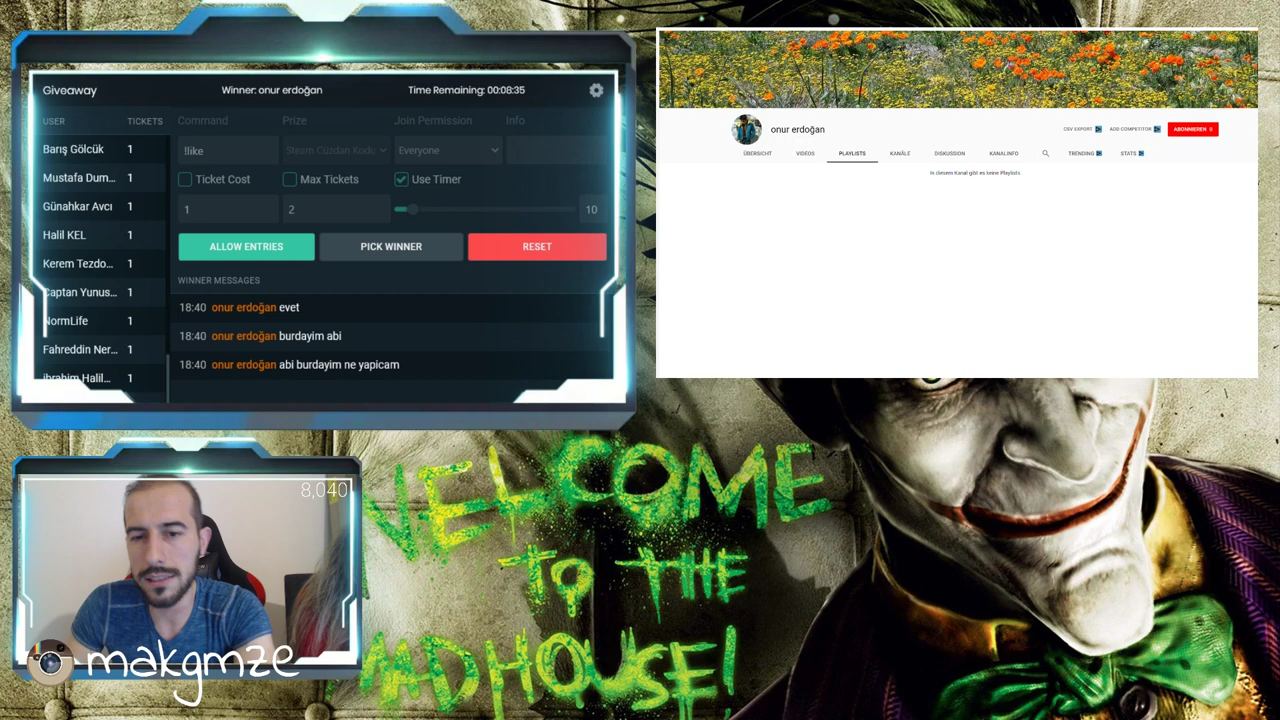 Giveaway
Winner: onur erdoğan
Time Remaining: 00:08:35
USER TICKETS
Command Prize Join Permission Info
Barış Gölcük 1
!like Steam Cüzdan Kodu Everyone
Mustafa Dum... 1
Ticket Cost Max Tickets Use Timer
Günahkar Avcı 1
1 2 10
Halil KEL 1
ALLOW ENTRIES PICK WINNER RESET
Kerem Tezdo... 1
WINNER MESSAGES
Captan Yunus... 1
18:40 onur erdoğan evet
NormLife 1
18:40 onur erdoğan burdayim abi
Fahreddin Ner... 1
18:40 onur erdoğan abi burdayim ne yapicam
ibrahim Halil... 1
onur erdoğan
CSV EXPORT ADD COMPETITOR ABONNIEREN 0
ÜBERSICHT VIDEOS PLAYLISTS KANÄLE DISKUSSION KANALINFO TRENDING STATS
In diesem Kanal gibt es keine Playlists.
8,040
makgmze
WELCOME
TO THE
MADHOUSE!